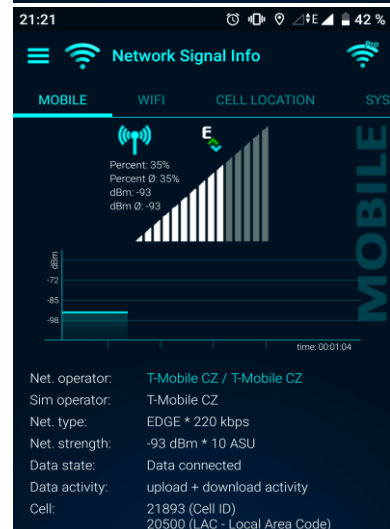 21:21
E
42 %
Network Signal Info
Pro
MOBILE WIFI CELL LOCATION SYS
E
Percent: 35%
Percent Ø: 35%
dBm: -93
dBm Ø: -93
MOBILE
dBm
-72
-85
-98
time: 00:01:04
Net. operator: T-Mobile CZ / T-Mobile CZ
Sim operator: T-Mobile CZ
Net. type: EDGE * 220 kbps
Net. strength: -93 dBm * 10 ASU
Data state: Data connected
Data activity: upload + download activity
Cell: 21893 (Cell ID)
20500 (LAC - Local Area Code)